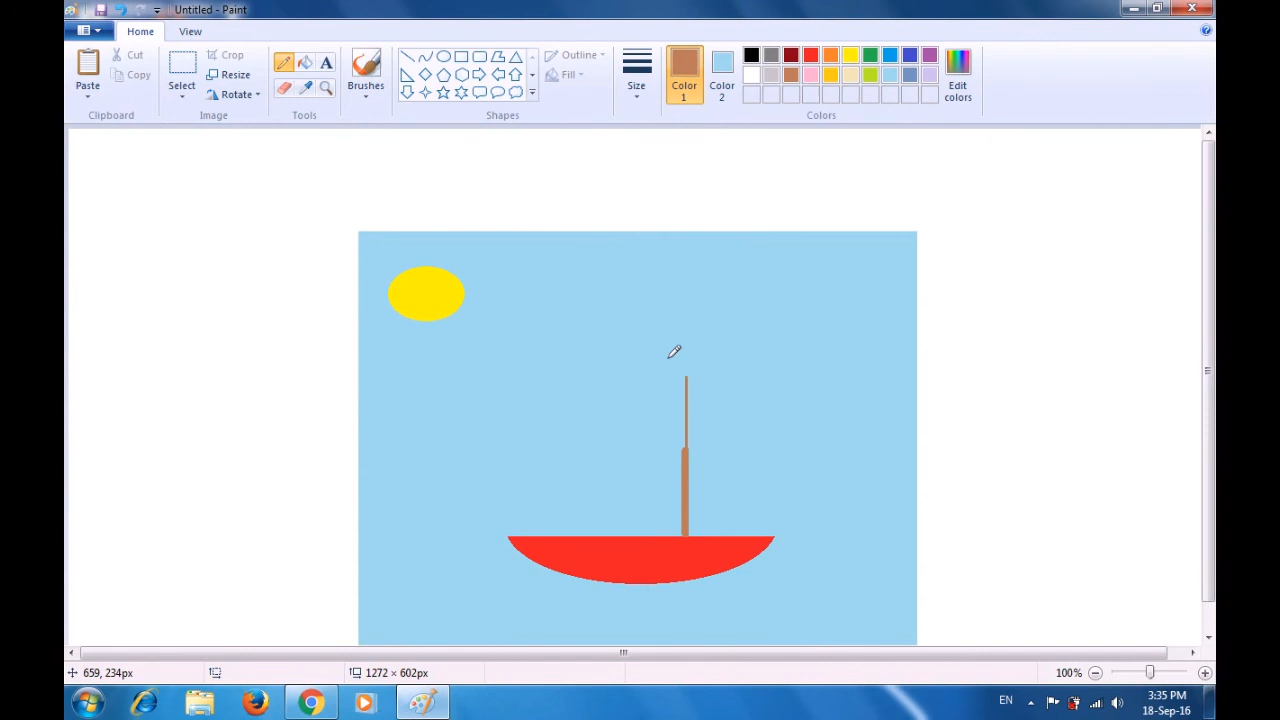 Untitled - Paint
Home View
Paste
Cut
Copy
Clipboard
Select
Crop
Resize
Rotate
Image
A
Tools
Brushes
Shapes
Outline
Fill
Size
Color
1
Color
2
Edit
colors
Colors
659, 234px
1272 × 602px
100%
EN
3:35 PM
18-Sep-16